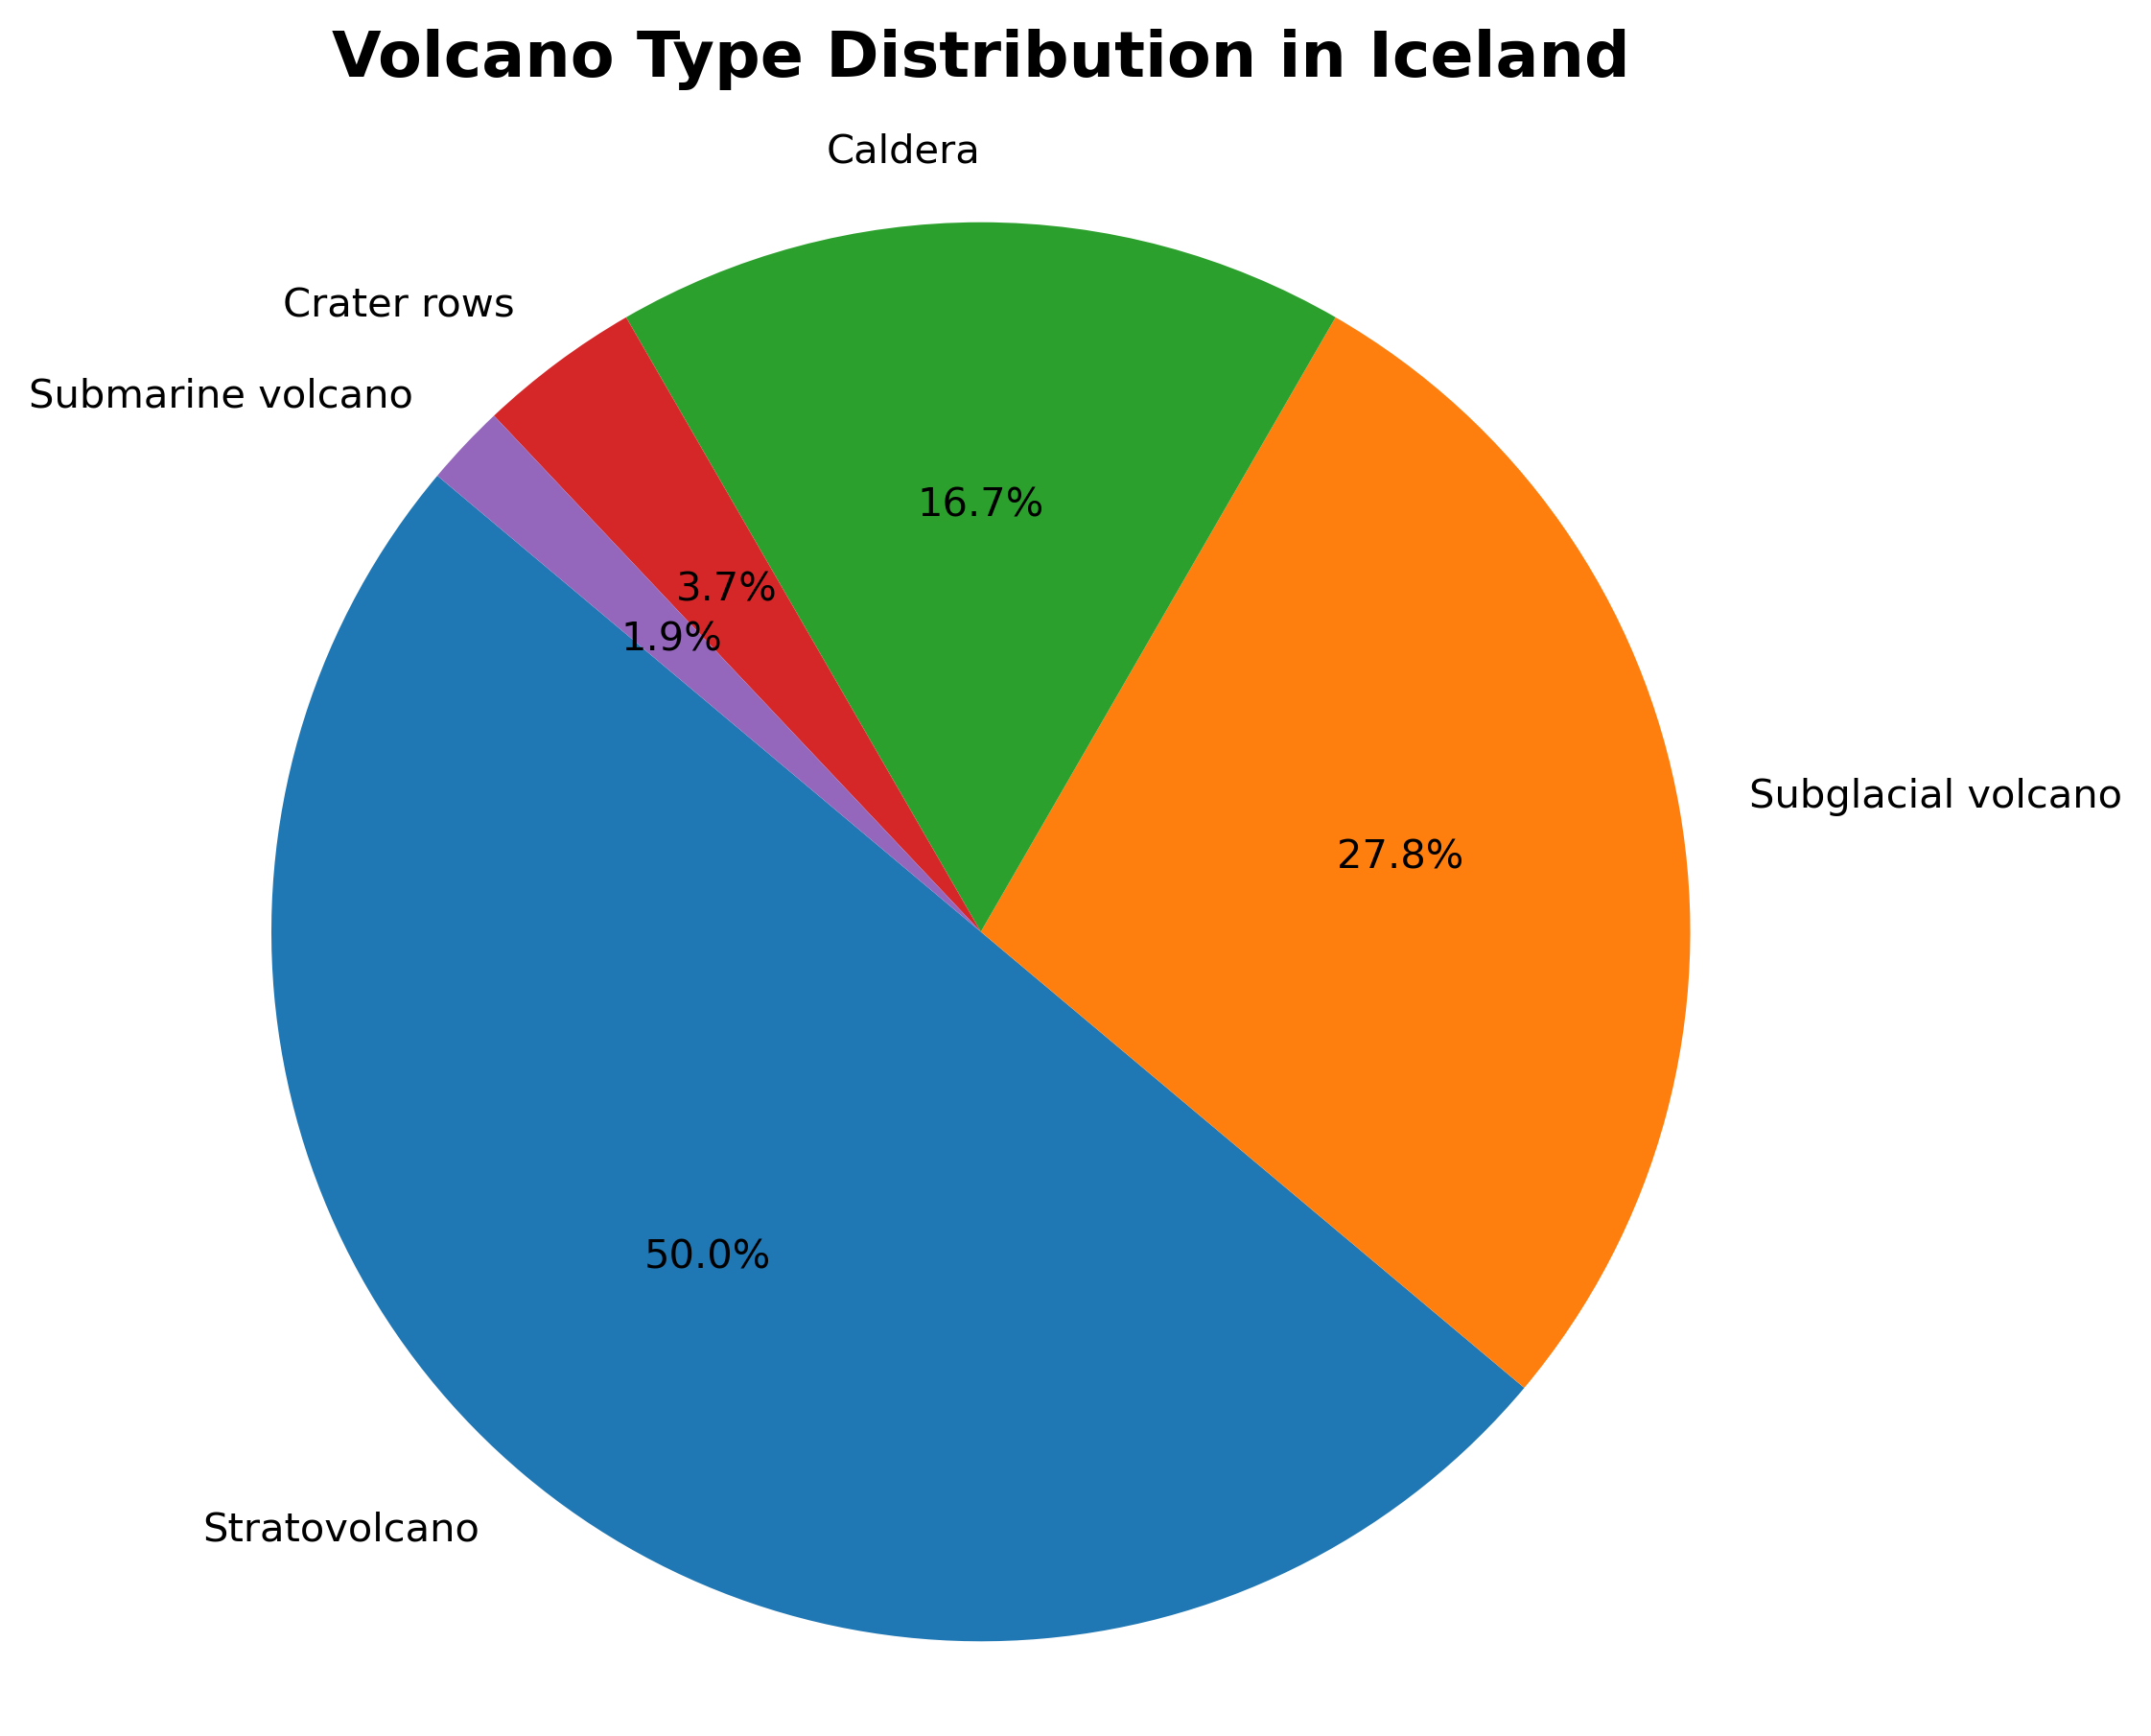 Volcano Type Distribution in Iceland
Caldera
Crater rows
Submarine volcano
16.7%
3.7%
1.9%
Subglacial volcano
27.8%
50.0%
Stratovolcano